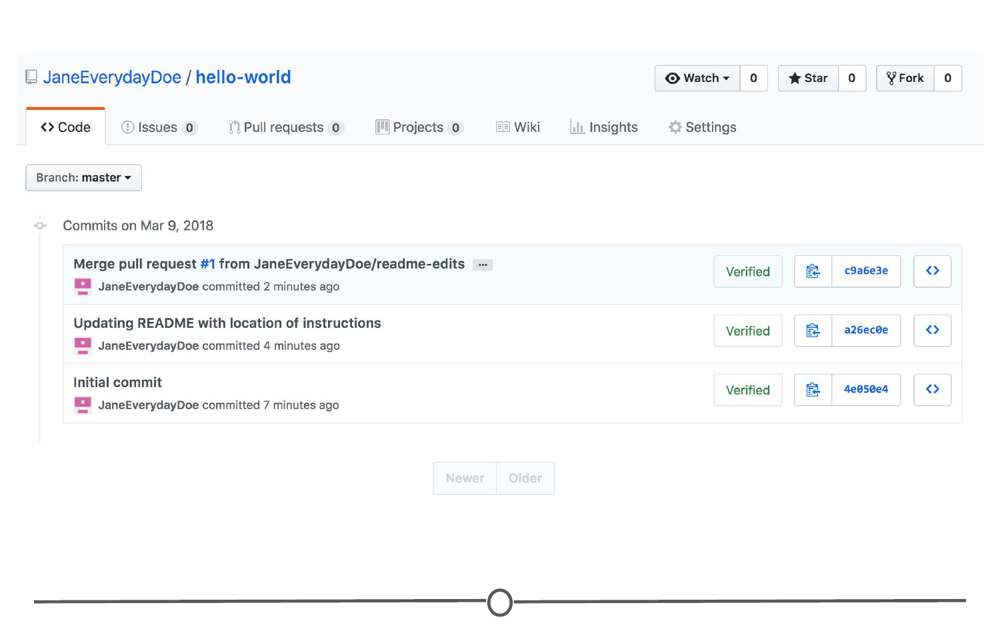 JaneEverydayDoe / hello-world
Watch 0 Star 0 Fork 0
Code Issues 0 Pull requests 0 Projects 0 Wiki Insights Settings
Branch: master
Commits on Mar 9, 2018
Merge pull request #1 from JaneEverydayDoe/readme-edits ...
Verified c9a6e3e
JaneEverydayDoe committed 2 minutes ago
Updating README with location of instructions
Verified a26ec0e
JaneEverydayDoe committed 4 minutes ago
Initial commit
Verified 4e050e4
JaneEverydayDoe committed 7 minutes ago
Newer Older